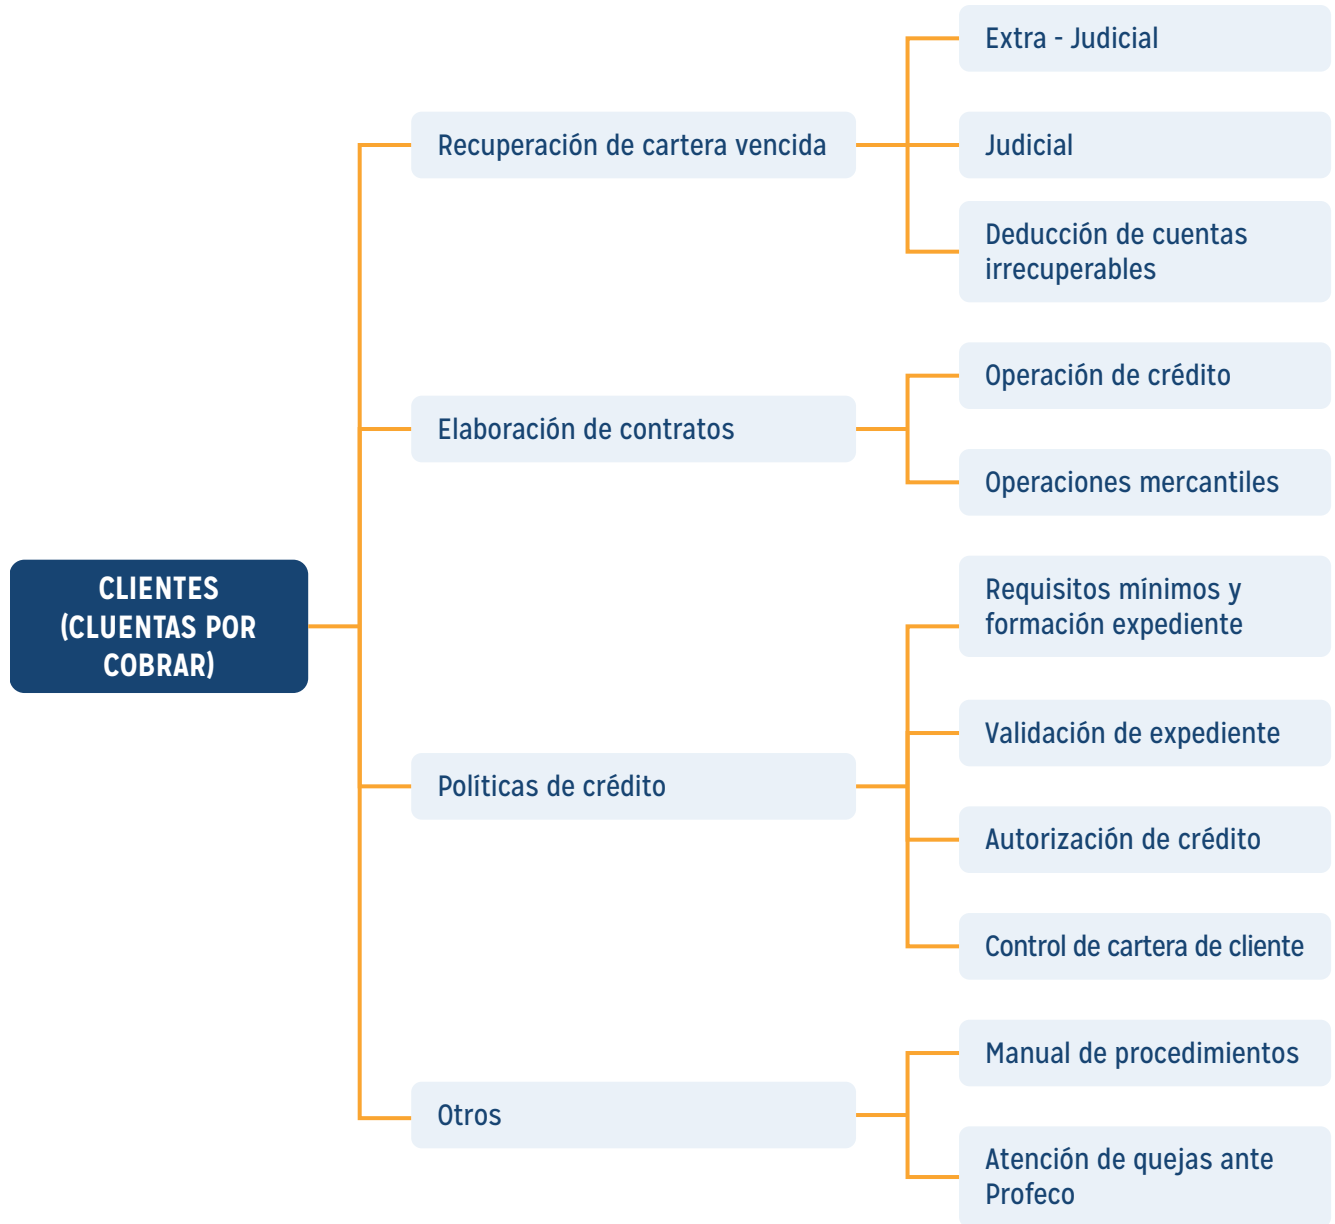 CLIENTES
(CLUENTAS POR
COBRAR)
Recuperación de cartera vencida
Extra - Judicial
Judicial
Deducción de cuentas
irrecuperables
Elaboración de contratos
Operación de crédito
Operaciones mercantiles
Políticas de crédito
Requisitos mínimos y
formación expediente
Validación de expediente
Autorización de crédito
Control de cartera de cliente
Otros
Manual de procedimientos
Atención de quejas ante
Profeco